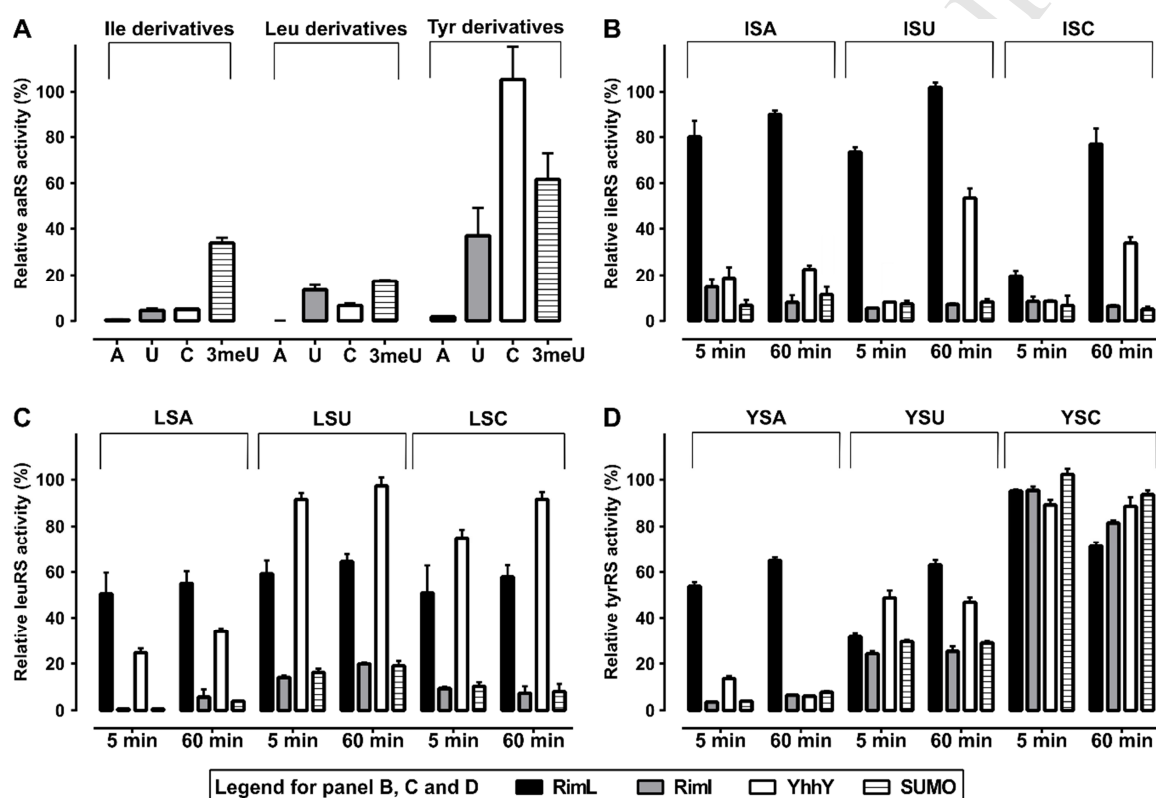 A
Ile derivatives
Leu derivatives
Tyr derivatives
Relative aaRS activity (%)
100
80
60
40
20
0
A U C 3meU A U C 3meU A U C 3meU
B
ISA ISU ISC
Relative ileRS activity (%)
100
80
60
40
20
0
5 min 60 min 5 min 60 min 5 min 60 min
C
LSA LSU LSC
Relative leuRS activity (%)
100
80
60
40
20
0
5 min 60 min 5 min 60 min 5 min 60 min
D
YSA YSU YSC
Relative tyrRS activity (%)
100
80
60
40
20
0
5 min 60 min 5 min 60 min 5 min 60 min
Legend for panel B, C and D RimL RimI YhhY SUMO